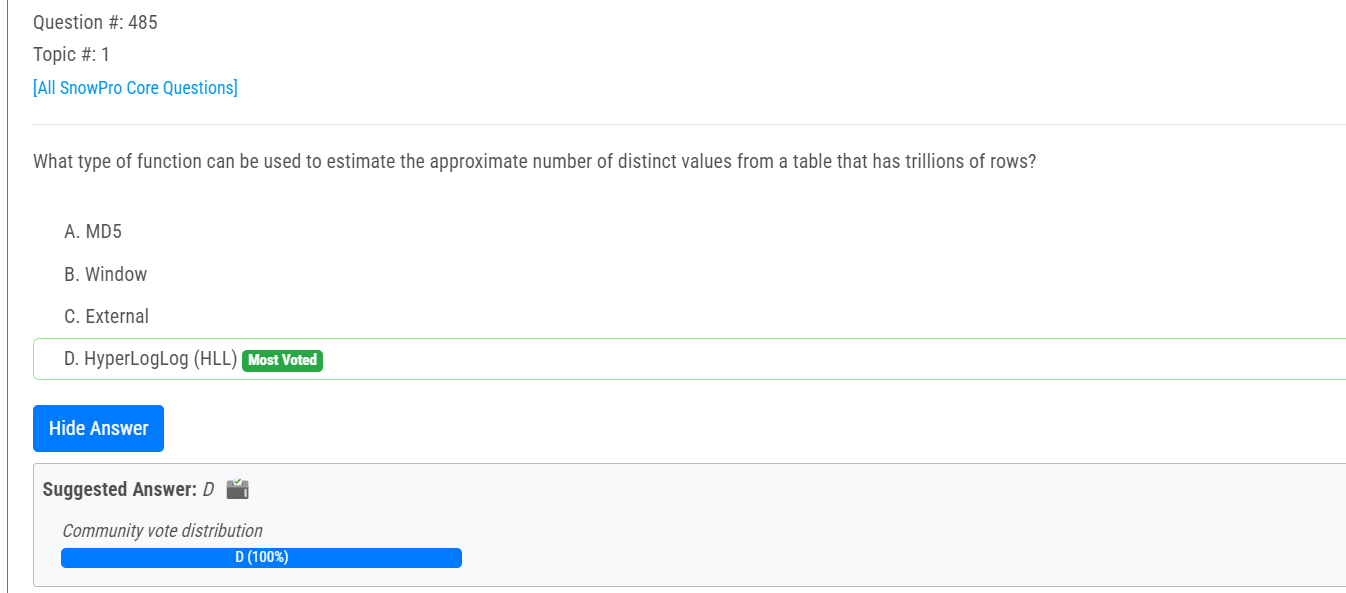 Question #: 485
Topic #: 1
[All SnowPro Core Questions]
What type of function can be used to estimate the approximate number of distinct values from a table that has trillions of rows?
A. MD5
B. Window
C. External
D. HyperLogLog (HLL) Most Voted
Hide Answer
Suggested Answer: D
Community vote distribution
D (100%)